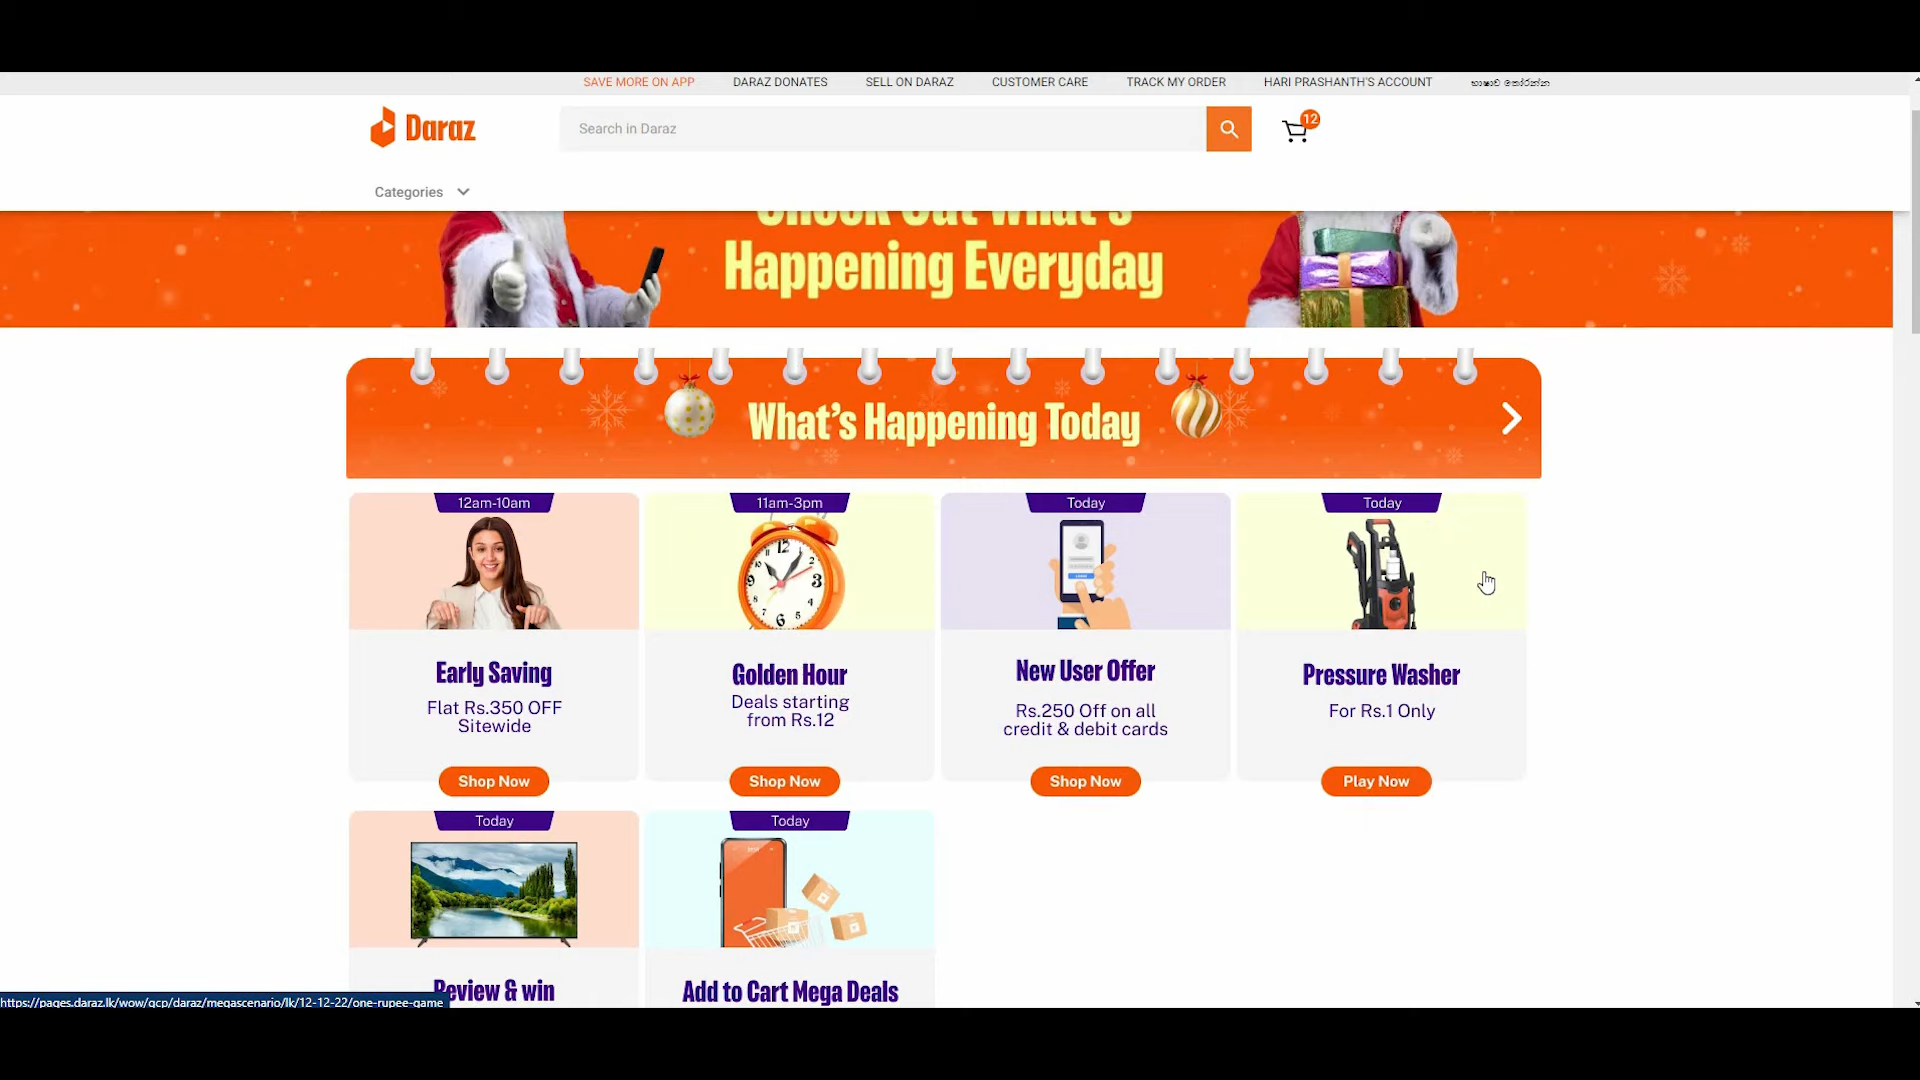 SAVE MORE ON APP
DARAZ DONATES
SELL ON DARAZ
CUSTOMER CARE
TRACK MY ORDER
HARI PRASHANTH'S ACCOUNT
භාෂාව තෝරන්න
Daraz
Search in Daraz
12
Categories
Check Out What's
Happening Everyday
What's Happening Today
12am-10am
11am-3pm
Today
Today
Early Saving
Flat Rs.350 OFF
Sitewide
Shop Now
Golden Hour
Deals starting
from Rs.12
Shop Now
New User Offer
Rs.250 Off on all
credit & debit cards
Shop Now
Pressure Washer
For Rs.1 Only
Play Now
Today
Today
Review & win
Add to Cart Mega Deals
https://pages.daraz.lk/wow/gcp/daraz/megascenario/lk/12-12-22/one-rupee-game